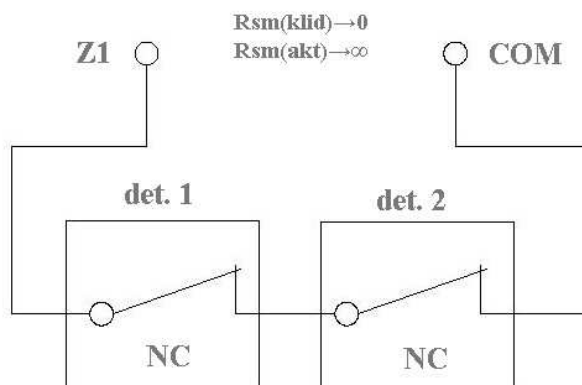 Rsm(klid)→0
Z1
Rsm(akt)→∞
COM
det. 1
det. 2
NC
NC